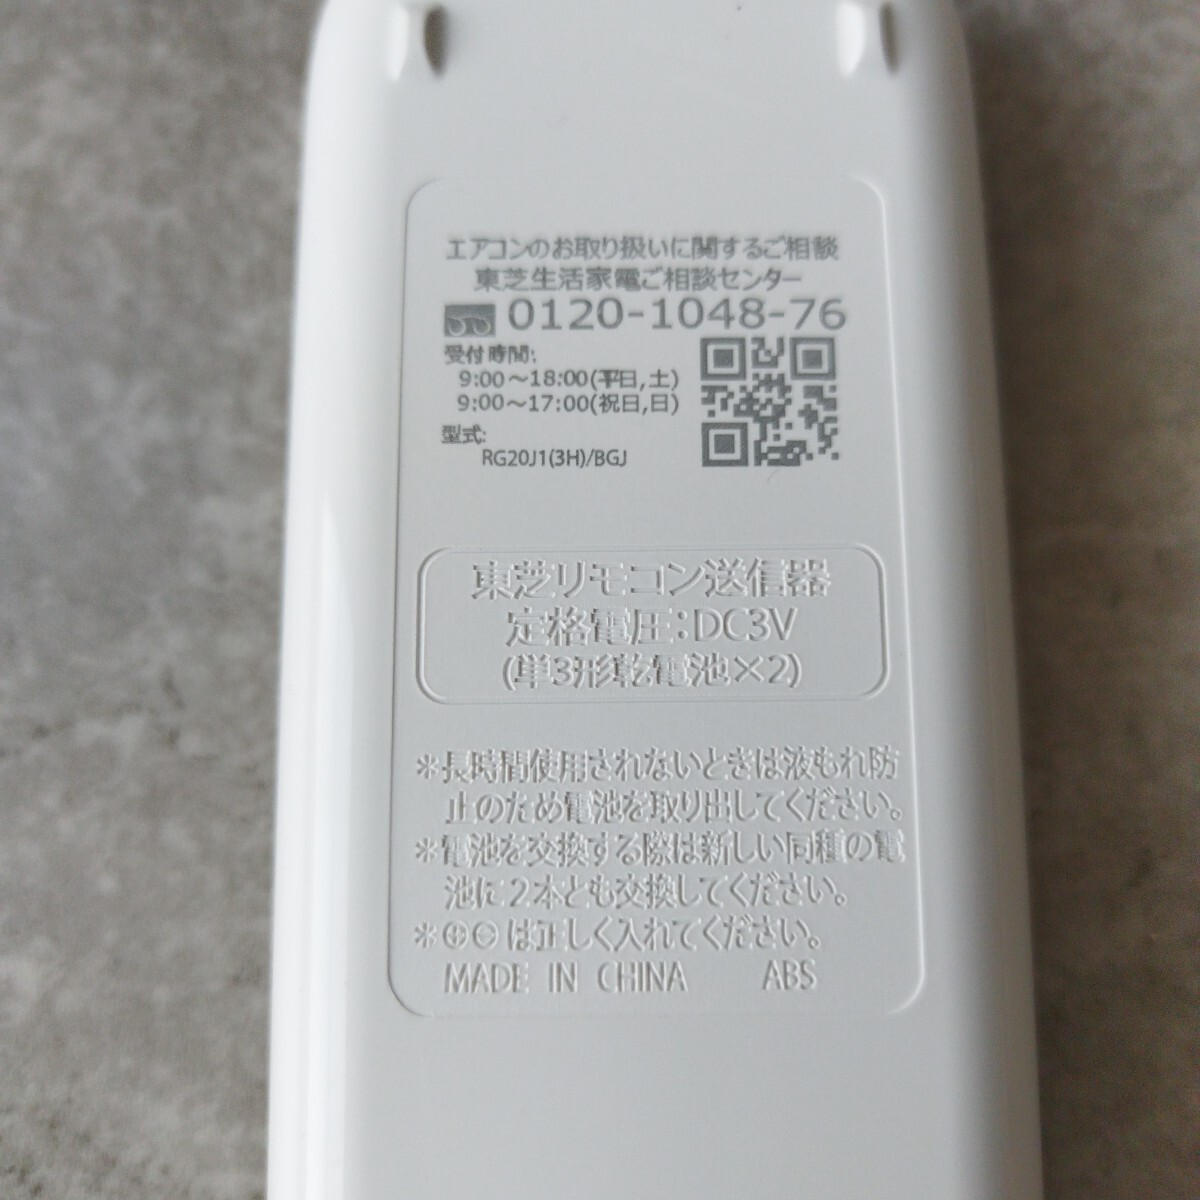 エアコンのお取り扱いに関するご相談
東芝生活家電ご相談センター
0120-1048-76
受付時間:
9:00～18:00(平日,土)
9:00～17:00(祝日,日)
型式:
RG20J1(3H)/BGJ
東芝リモコン送信器
定格電圧:DC3V
(単3形乾電池×2)
*長時間使用されないときは液もれ防
止のため電池を取り出してください。
*電池を交換する際は新しい同種の電
池に2本とも交換してください。
*⊕⊖は正しく入れてください。
MADE IN CHINA ABS